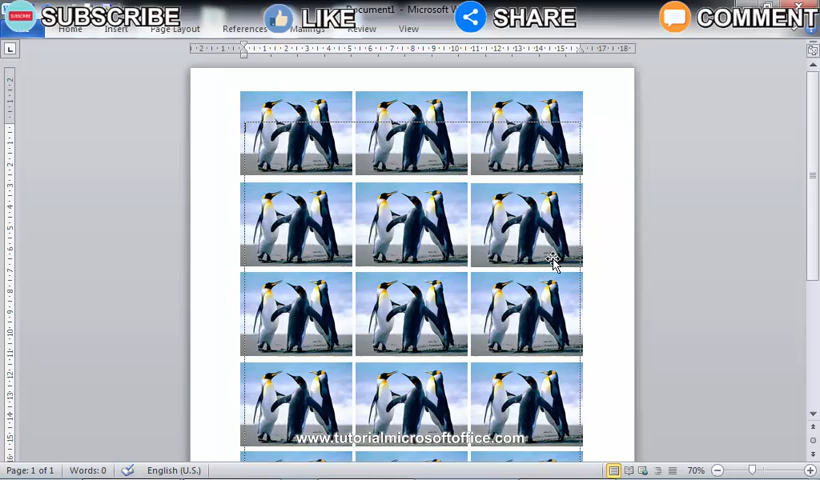 SUBSCRIBE
LIKE
SHARE
COMMENT
Document1 - Microsoft W
Home
Insert
Page Layout
References
Mailings
Review
View
www.tutorialmicrosoftoffice.com
Page: 1 of 1
Words: 0
English (U.S.)
70%